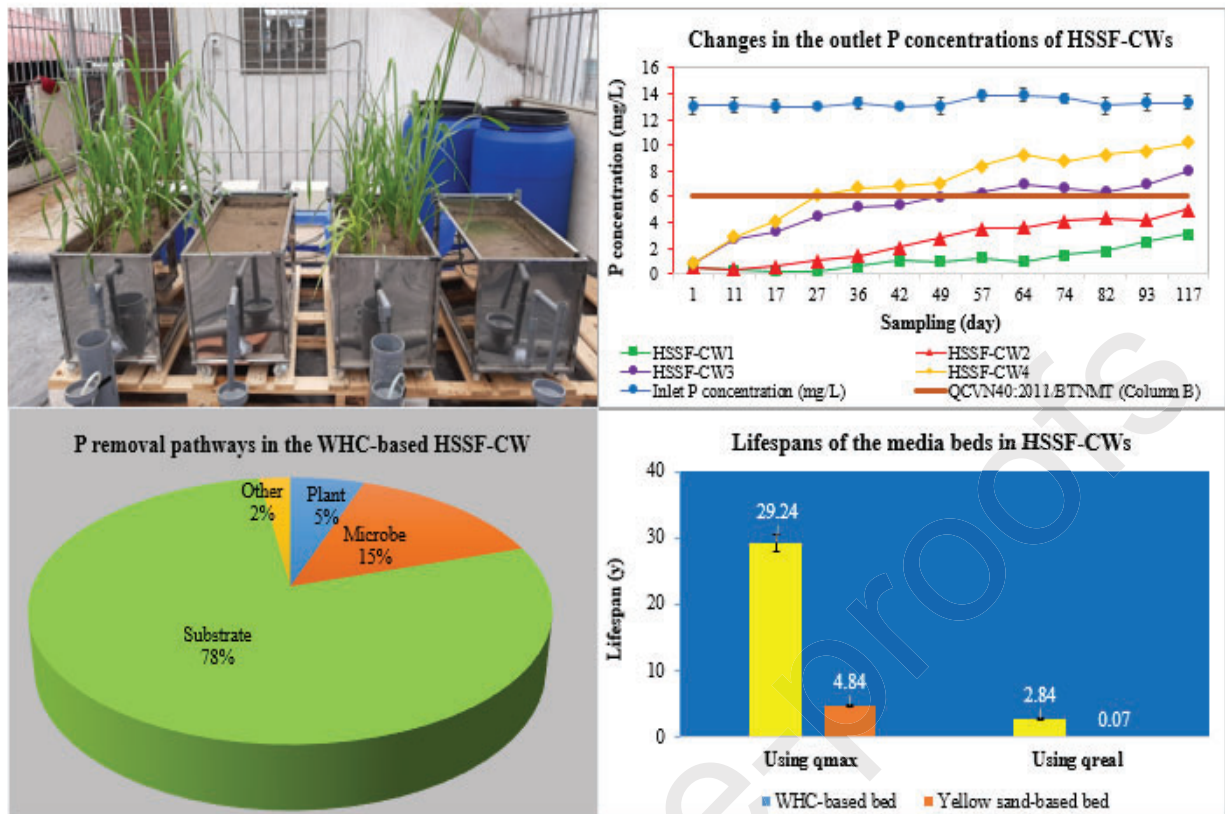 Changes in the outlet P concentrations of HSSF-CWs
P concentration (mg/L)
16
14
12
10
8
6
4
2
0
1 11 17 27 36 42 49 57 64 74 82 93 117
Sampling (day)
HSSF-CW1 HSSF-CW2
HSSF-CW3 HSSF-CW4
Inlet P concentration (mg/L) QCVN40:2011/BTNMT (Column B)
P removal pathways in the WHC-based HSSF-CW
Other
2%
Plant
5%
Microbe
15%
Substrate
78%
Lifespans of the media beds in HSSF-CWs
Lifespan (y)
40
30
20
10
0
29.24
4.84
2.84
0.07
Using qmax Using qreal
WHC-based bed Yellow sand-based bed
e-proofs